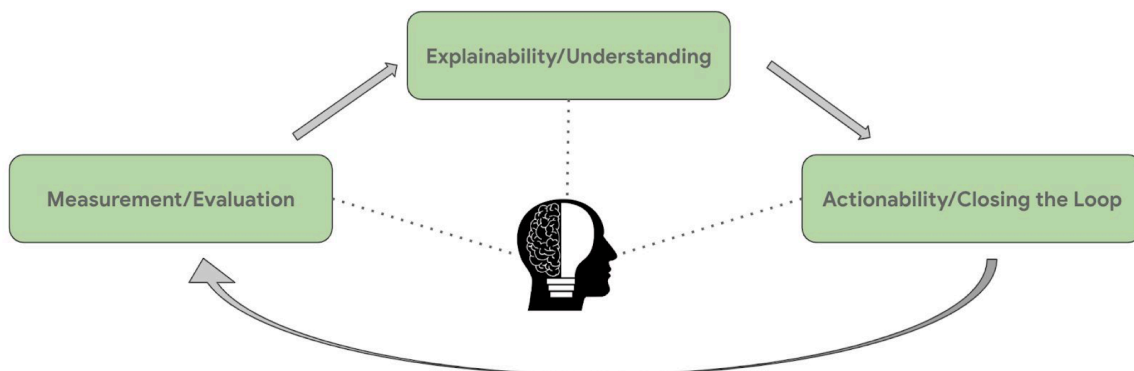 Explainability/Understanding
Measurement/Evaluation
Actionability/Closing the Loop